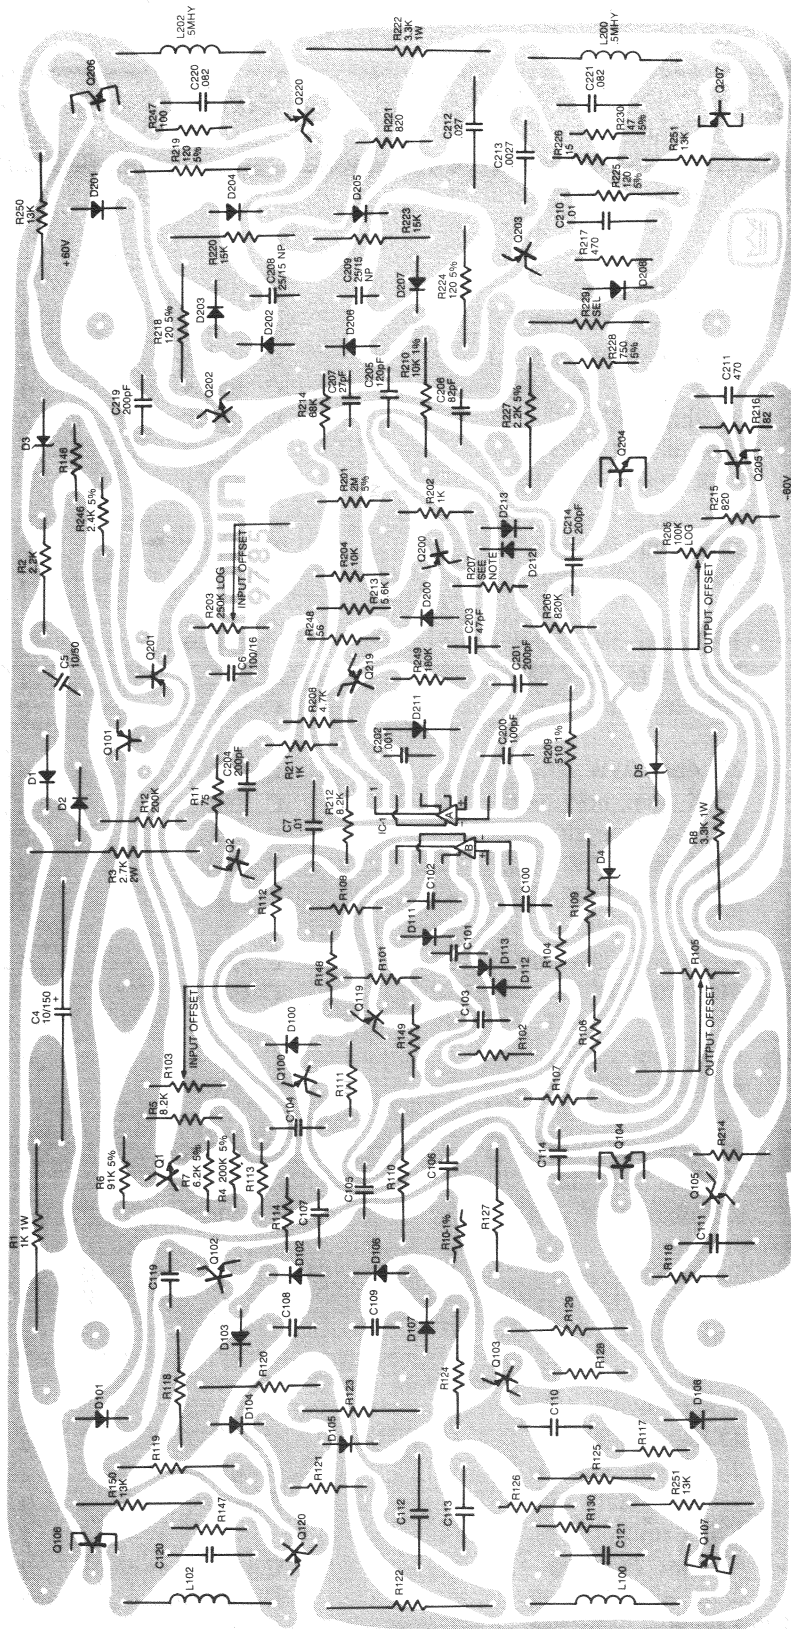 L202
5MHY
R222
3.3K
1W
L200
.5MHY
Q206
C220
.082
Q220
C221
.082
Q207
R247
100
R221
820
C212
.027
R230
47
5%
R219
120
5%
C213
.0027
R226
15
R251
13K
R250
13K
D201
D204
D205
R225
120
5%
+60V
R220
15K
R223
15K
Q203
C210
.01
R217
470
C208
25/15 NP
C209
25/15
NP
D207
R224
120 5%
D208
R218
120 5%
D203
D202
D206
R229
SEL
R228
750
5%
C219
200pF
Q202
R214
68K
C207
27pF
C205
120pF
R210
10K 1%
C206
82pF
R227
2.2K 5%
C211
470
R216
82
D3
R146
Q204
Q205
-60V
R246
2.4K 5%
R201
2M
5%
R202
1K
D213
R215
820
R2
2.2K
R203
250K LOG
INPUT OFFSET
R204
10K
Q200
R207
SEE
NOTE
D212
C214
200pF
R205
100K
LOG
R213
5.6K
D200
R206
820K
OUTPUT OFFSET
C5
10/50
Q201
C6
100/16
R248
56
Q219
R249
180K
C203
47pF
C201
200pF
Q101
R208
4.7K
D211
D1
R211
1K
C202
.001
C200
100pF
R209
510 1%
D5
D2
R12
200K
R11
75
C204
200pF
C7
.01
R212
8.2K
IC-1
1
A
R8
3.3K 1W
R3
2.7K
2W
Q2
B
R112
R108
C102
C100
R109
D4
D111
C101
C4
10/150
+
R148
R101
D113
D112
R104
R105
INPUT OFFSET
Q119
C103
D100
R149
R102
R106
OUTPUT OFFSET
R103
R5
8.2K
Q100
R111
R107
C104
R6
91K 5%
Q1
R7
6.2K 5%
R4 200K 5%
R113
C105
R110
C106
C114
Q104
R214
R1
1K 1W
R114
C107
R10-1%
R127
Q105
C111
C119
Q102
D102
D106
R116
D103
C108
C109
D107
R129
R118
R120
R124
Q103
R128
D101
D104
R123
C110
D108
R119
D105
R117
R150
13K
R121
R125
R126
R251
13K
Q106
R147
C112
C113
R130
C120
Q120
C121
Q107
L102
R122
L100